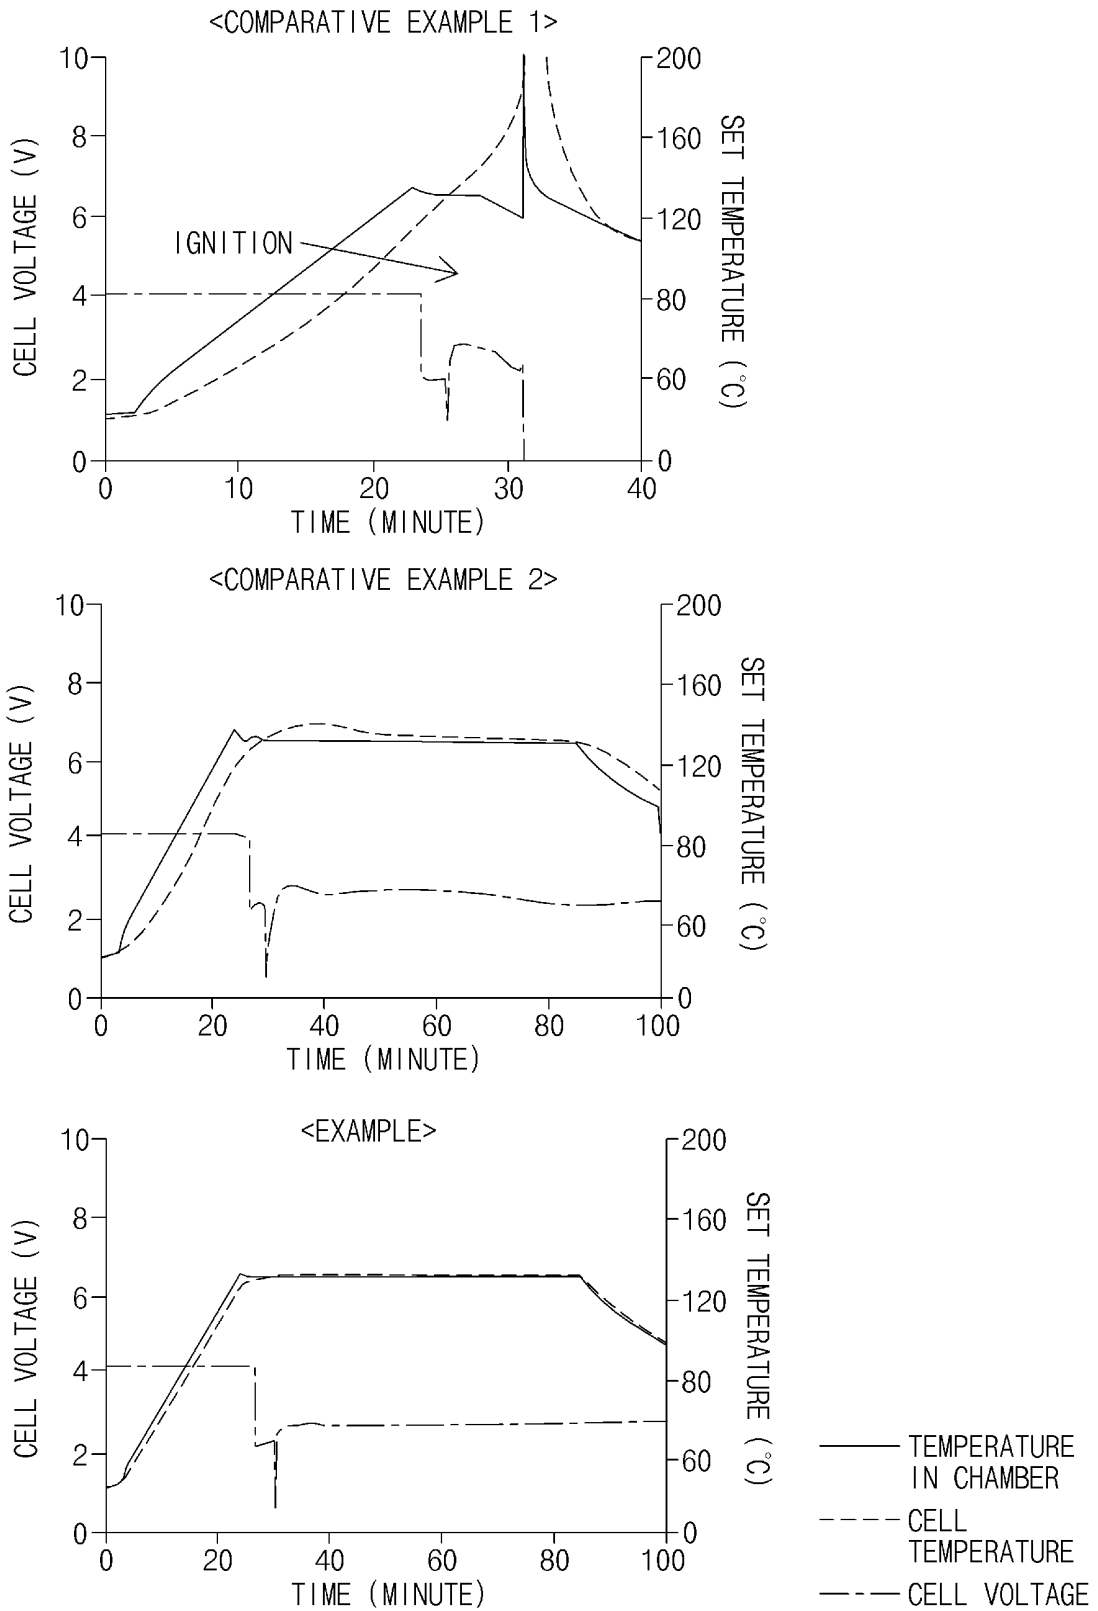 <COMPARATIVE EXAMPLE 1>
CELL VOLTAGE (V)
10
8
6
4
2
0
IGNITION
200
160
120
80
60
0
SET TEMPERATURE (°C)
0 10 20 30 40
TIME (MINUTE)
<COMPARATIVE EXAMPLE 2>
CELL VOLTAGE (V)
10
8
6
4
2
0
200
160
120
80
60
0
SET TEMPERATURE (°C)
0 20 40 60 80 100
TIME (MINUTE)
<EXAMPLE>
CELL VOLTAGE (V)
10
8
6
4
2
0
200
160
120
80
60
0
SET TEMPERATURE (°C)
0 20 40 60 80 100
TIME (MINUTE)
TEMPERATURE
IN CHAMBER
CELL
TEMPERATURE
CELL VOLTAGE